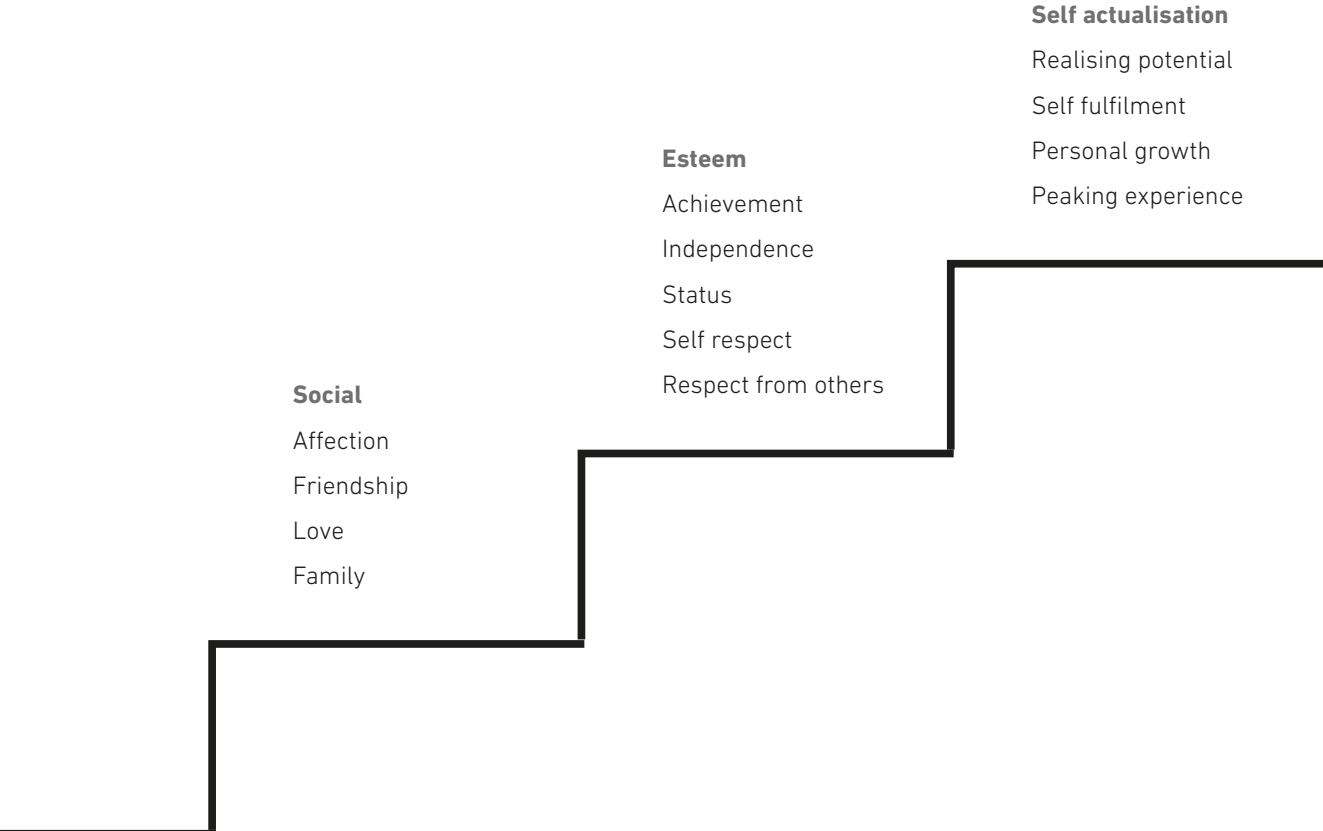 Self actualisation
Realising potential
Self fulfilment
Personal growth
Peaking experience
Esteem
Achievement
Independence
Status
Self respect
Respect from others
Social
Affection
Friendship
Love
Family